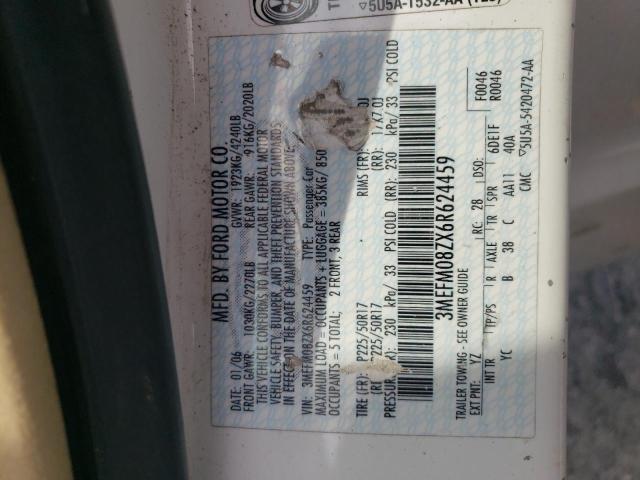 5U5A-1532-AA
MFD. BY FORD MOTOR CO.
DATE: 01/06 GVWR: 1923KG/4240LB
FRONT GAWR: 1030KG/2270LB REAR GAWR: 916KG/2020LB
THIS VEHICLE CONFORMS TO ALL APPLICABLE FEDERAL MOTOR
VEHICLE SAFETY, BUMPER, AND THEFT PREVENTION STANDARDS
IN EFFECT ON THE DATE OF MANUFACTURE SHOWN ABOVE.
VIN: 3MEFM08ZX6R624459 TYPE: Passenger Car
MAXIMUM LOAD = OCCUPANTS + LUGGAGE = 385KG/ 850
OCCUPANTS = 5 TOTAL: 2 FRONT, 3 REAR
TIRE (FR): P225/50R17 RIMS (FR):
P225/50R17 (RR): 17x7.0J
PRESSURE 230 kPa/ 33 PSI COLD (RR): 230 kPa/ 33 PSI COLD
3MEFM08ZX6R624459 F0046
R0046
TRAILER TOWING - SEE OWNER GUIDE.
EXT PNT: YZ RC: 28 DSO:
INT TR TP/PS R AXLE TR SPR 6DETF
YC B 3B C AA11 40A
CMC ▽5U5A-5420472-AA